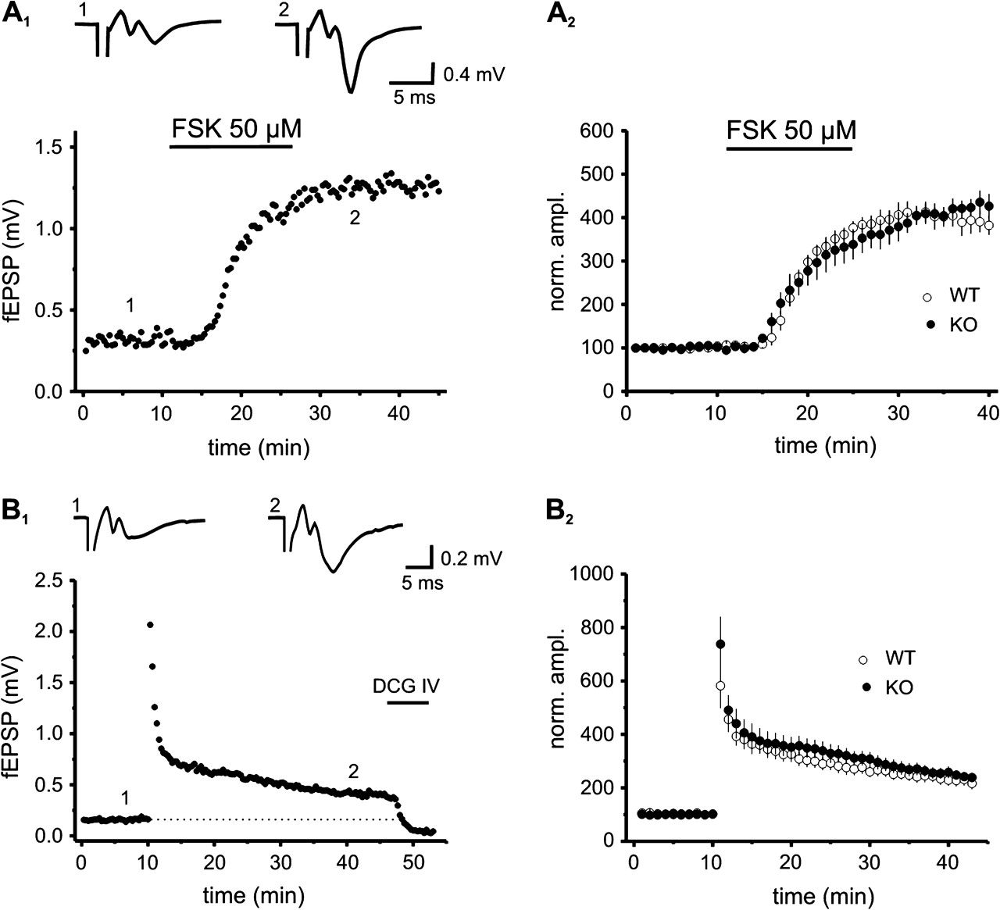 A1
1
2
0.4 mV
5 ms
FSK 50 µM
1.5
1.0
0.5
0.0
fEPSP (mV)
1
2
0 10 20 30 40
time (min)
A2
FSK 50 µM
600
500
400
300
200
100
0
norm. ampl.
WT
KO
0 10 20 30 40
time (min)
B1
1
2
0.2 mV
5 ms
2.5
2.0
1.5
1.0
0.5
0.0
fEPSP (mV)
DCG IV
1
2
0 10 20 30 40 50
time (min)
B2
1000
800
600
400
200
0
norm. ampl.
WT
KO
0 10 20 30 40
time (min)